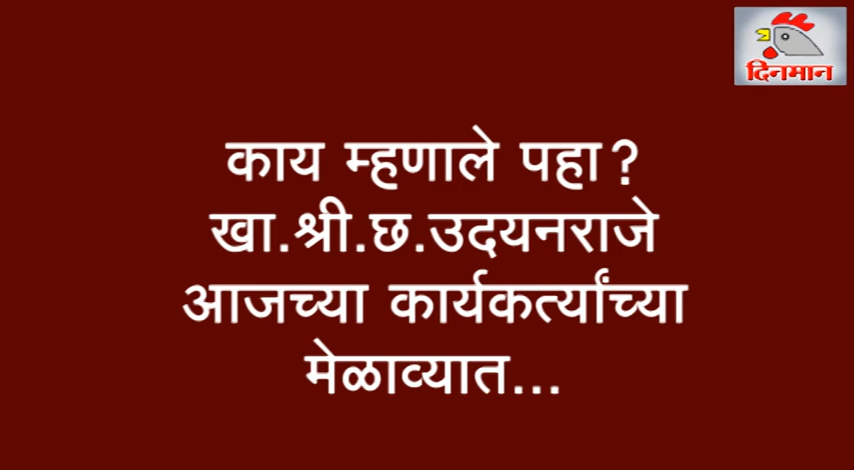 दिनमान
काय म्हणाले पहा?
खा.श्री.छ.उदयनराजे
आजच्या कार्यकर्त्यांच्या
मेळाव्यात...